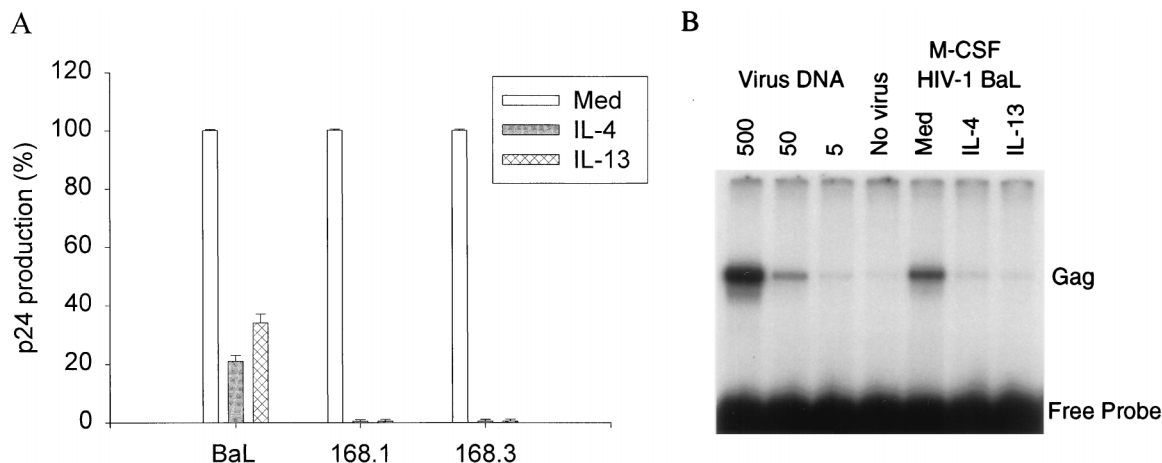 A
120
100
80
60
40
20
0
p24 production (%)
Med
IL-4
IL-13
BaL
168.1
168.3
B
M-CSF
Virus DNA
HIV-1 BaL
500
50
5
No virus
Med
IL-4
IL-13
Gag
Free Probe